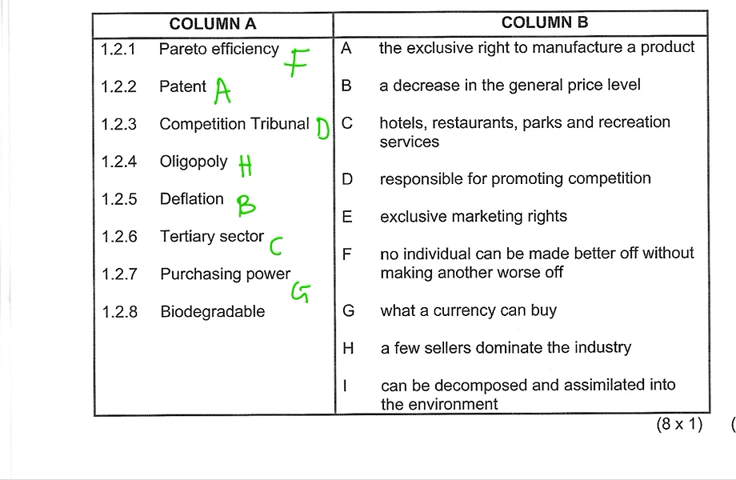 COLUMN A
COLUMN B
1.2.1 Pareto efficiency F
1.2.2 Patent A
1.2.3 Competition Tribunal D
1.2.4 Oligopoly H
1.2.5 Deflation B
1.2.6 Tertiary sector C
1.2.7 Purchasing power G
1.2.8 Biodegradable
A the exclusive right to manufacture a product
B a decrease in the general price level
C hotels, restaurants, parks and recreation
services
D responsible for promoting competition
E exclusive marketing rights
F no individual can be made better off without
making another worse off
G what a currency can buy
H a few sellers dominate the industry
I can be decomposed and assimilated into
the environment
(8 x 1) (